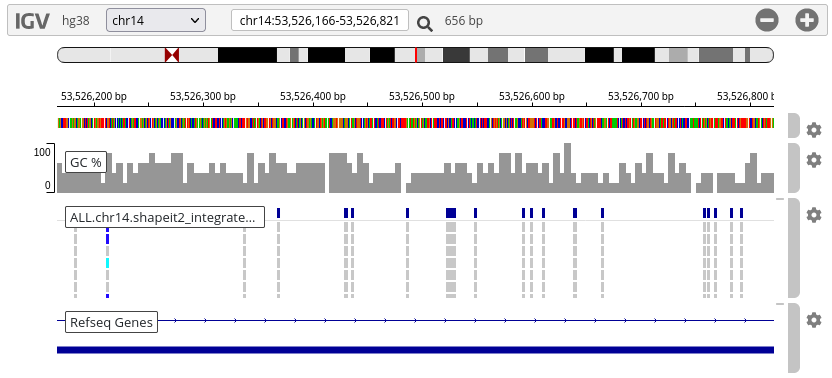 IGV hg38 chr14 chr14:53,526,166-53,526,821 656 bp
53,526,200 bp 53,526,300 bp 53,526,400 bp 53,526,500 bp 53,526,600 bp 53,526,700 bp 53,526,800 b
100
GC %
0
ALL.chr14.shapeit2_integrate...
Refseq Genes